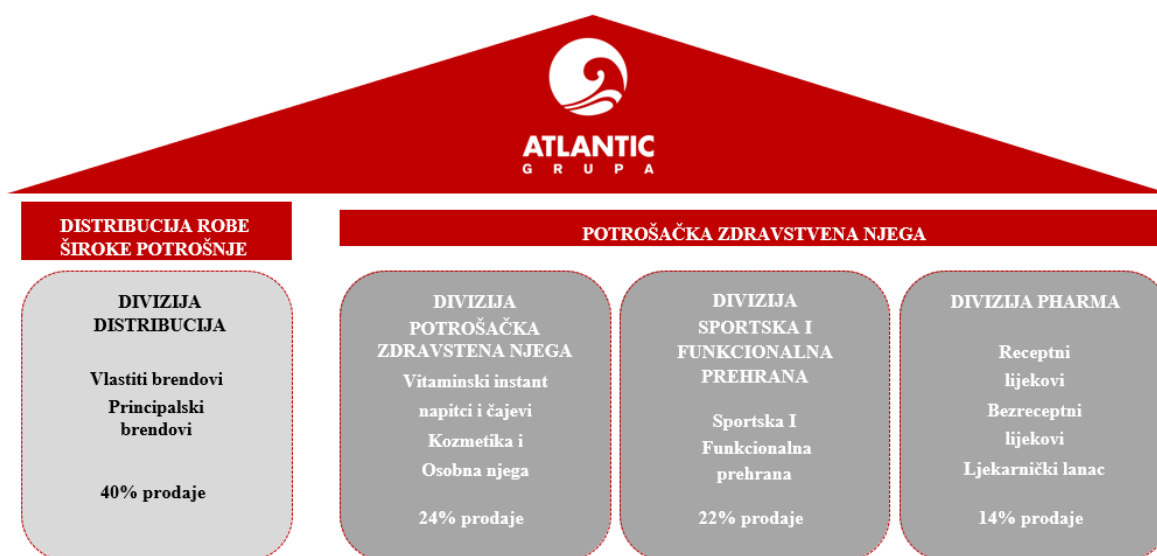 ATLANTIC
GRUPA
DISTRIBUCIJA ROBE
ŠIROKE POTROŠNJE
POTROŠAČKA ZDRAVSTVENA NJEGA
DIVIZIJA
DISTRIBUCIJA
Vlastiti brendovi
Principalski
brendovi
40% prodaje
DIVIZIJA
POTROŠAČKA
ZDRAVSTENA NJEGA
Vitaminski instant
napitci i čajevi
Kozmetika i
Osobna njega
24% prodaje
DIVIZIJA
SPORTSKA I
FUNKCIONALNA
PREHRANA
Sportska I
Funkcionalna
prehrana
22% prodaje
DIVIZIJA PHARMA
Receptni
lijekovi
Bezreceptni
lijekovi
Ljekarnički lanac
14% prodaje